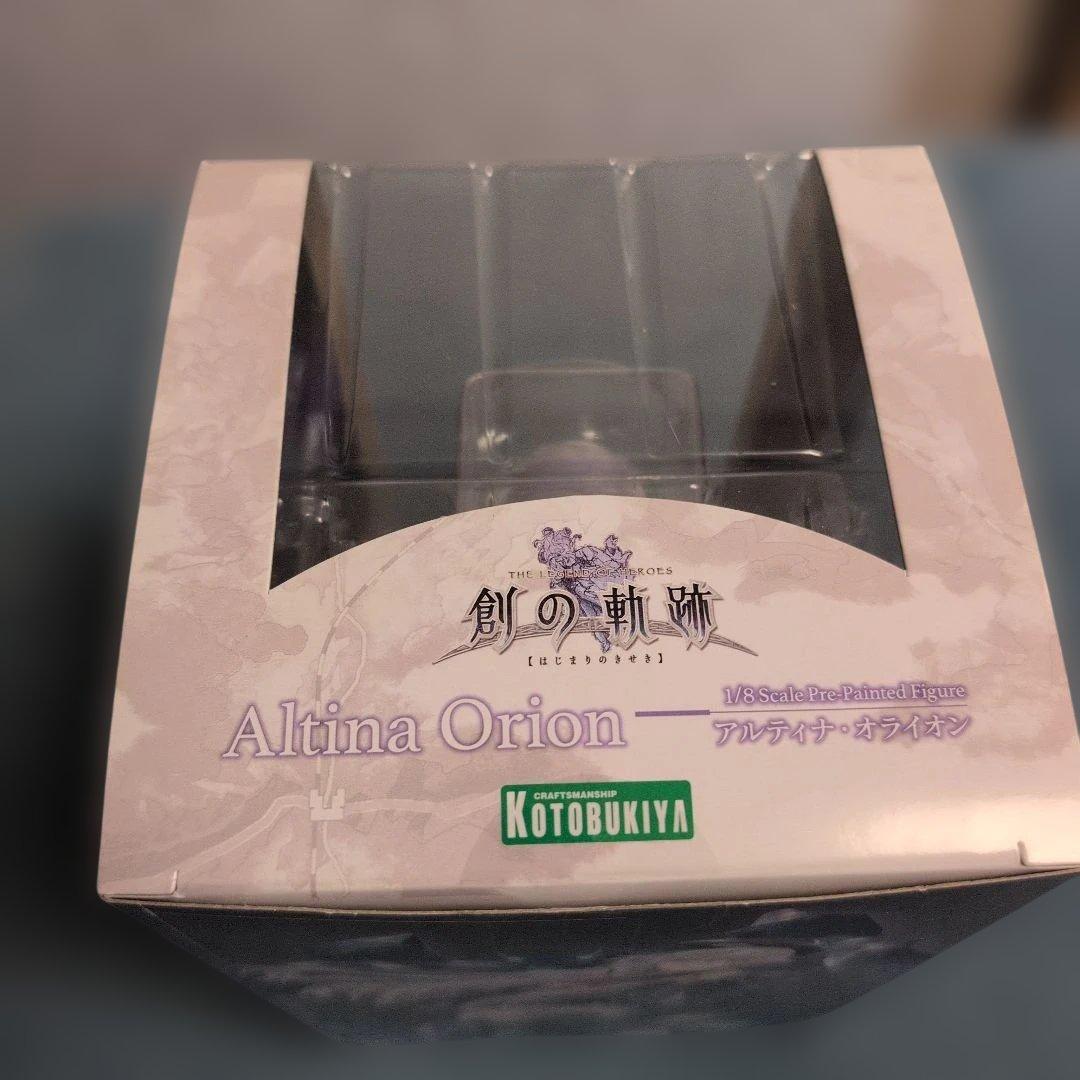 THE LEGEND OF HEROES
創の軌跡
【はじまりのきせき】
Altina Orion
1/8 Scale Pre-Painted Figure
アルティナ・オライオン
CRAFTSMANSHIP
KOTOBUKIYA